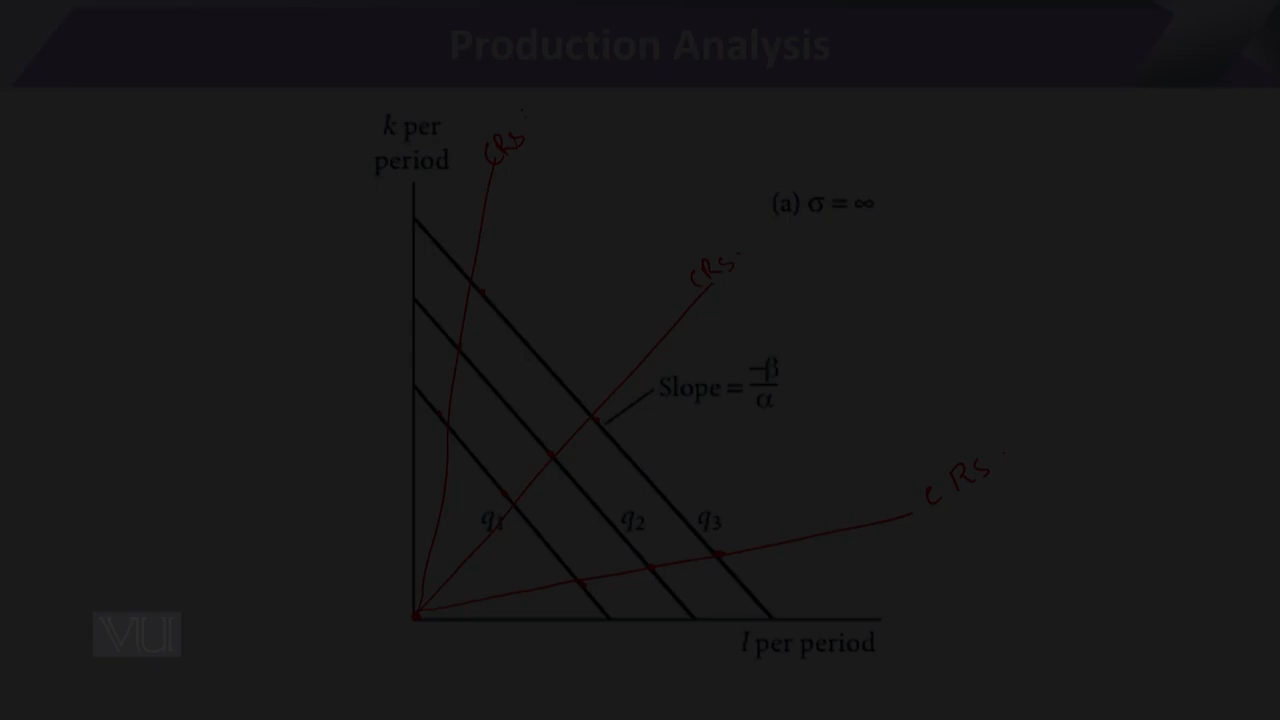 Production Analysis
k per
period
CRS
(a) σ = ∞
CRS
Slope = −β/α
CRS
q1
q2
q3
VU
l per period